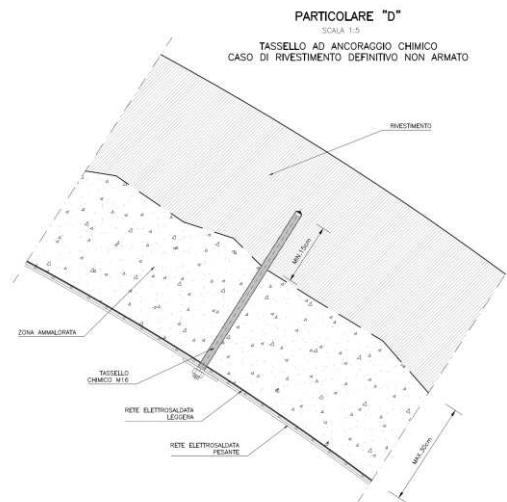 PARTICOLARE "D"
SCALA 1:5
TASSELLO AD ANCORAGGIO CHIMICO
CASO DI RIVESTIMENTO DEFINITIVO NON ARMATO
RIVESTIMENTO
MIN.15cm
ZONA AMMALORATA
TASSELLO
CHIMICO M16
RETE ELETTROSALDATA
LEGGERA
RETE ELETTROSALDATA
PESANTE
MAX.30cm